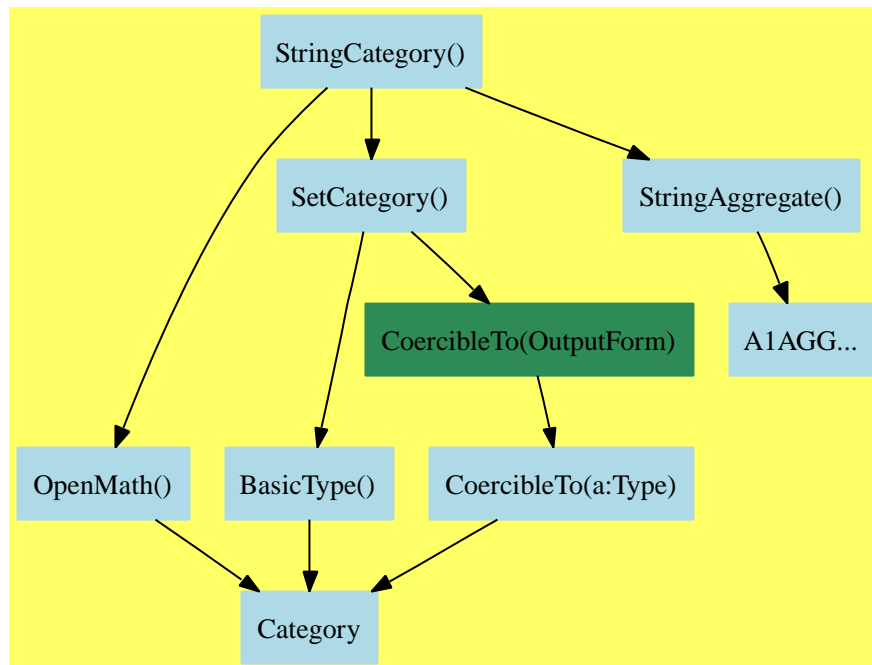 StringCategory()
SetCategory()
StringAggregate()
CoercibleTo(OutputForm)
A1AGG...
OpenMath()
BasicType()
CoercibleTo(a:Type)
Category